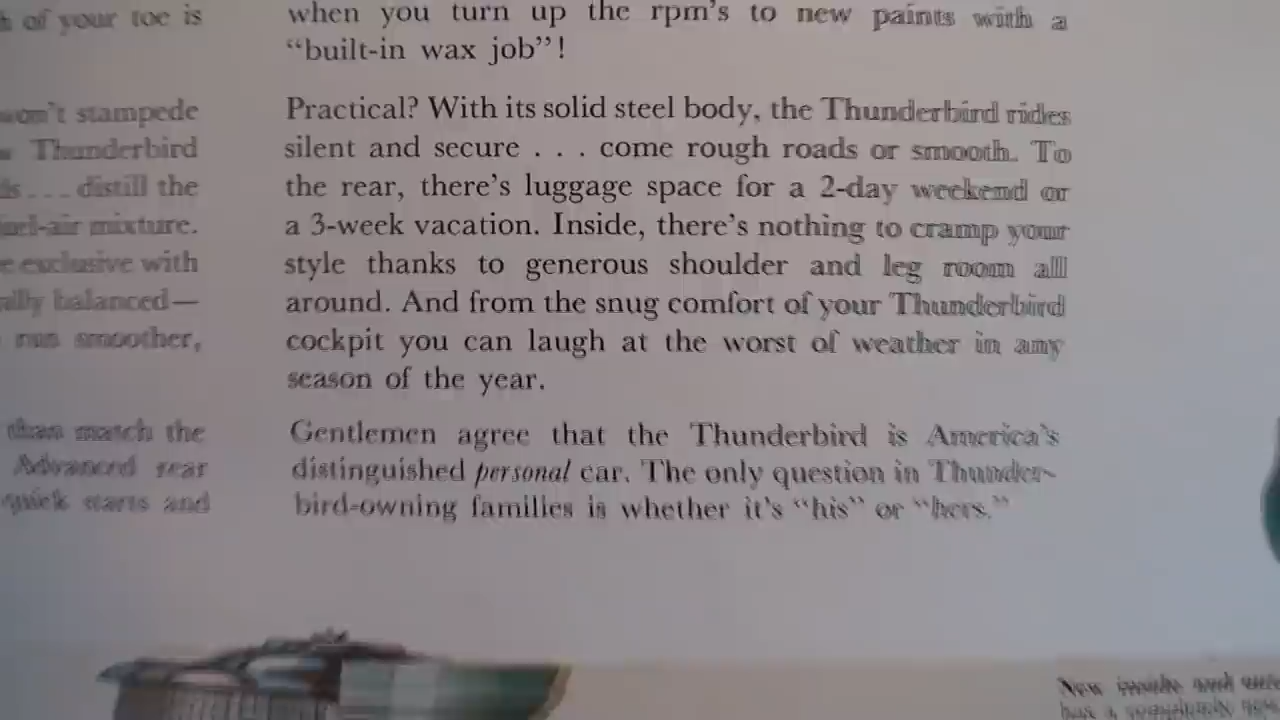 of your toe is
won't stampede
Thunderbird
distill the
fuel-air mixture.
exclusive with
balanced—
run smoother,
than match the
Advanced rear
quick starts and
when you turn up the rpm's to new paints with a
“built-in wax job”!
Practical? With its solid steel body, the Thunderbird rides
silent and secure . . . come rough roads or smooth. To
the rear, there's luggage space for a 2-day weekend or
a 3-week vacation. Inside, there's nothing to cramp your
style thanks to generous shoulder and leg room all
around. And from the snug comfort of your Thunderbird
cockpit you can laugh at the worst of weather in any
season of the year.
Gentlemen agree that the Thunderbird is America's
distinguished personal car. The only question in Thunder-
bird-owning families is whether it's “his” or “hers.”
New